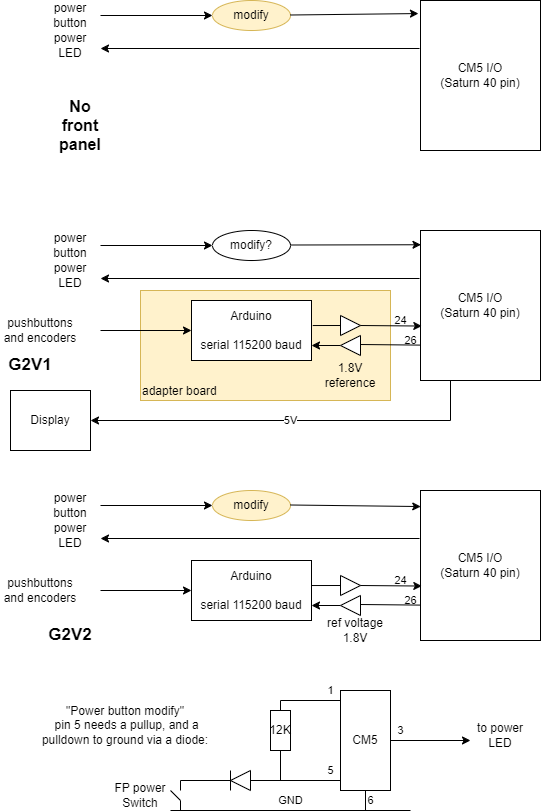 power
button
modify
power
LED
CM5 I/O
(Saturn 40 pin)
No
front
panel
power
button
modify?
power
LED
CM5 I/O
(Saturn 40 pin)
pushbuttons
and encoders
Arduino
serial 115200 baud
24
26
1.8V
reference
G2V1
adapter board
Display
5V
power
button
modify
power
LED
CM5 I/O
(Saturn 40 pin)
pushbuttons
and encoders
Arduino
serial 115200 baud
24
26
ref voltage
1.8V
G2V2
"Power button modify"
pin 5 needs a pullup, and a
pulldown to ground via a diode:
1
12K
CM5
3
to power
LED
5
FP power
Switch
GND
6